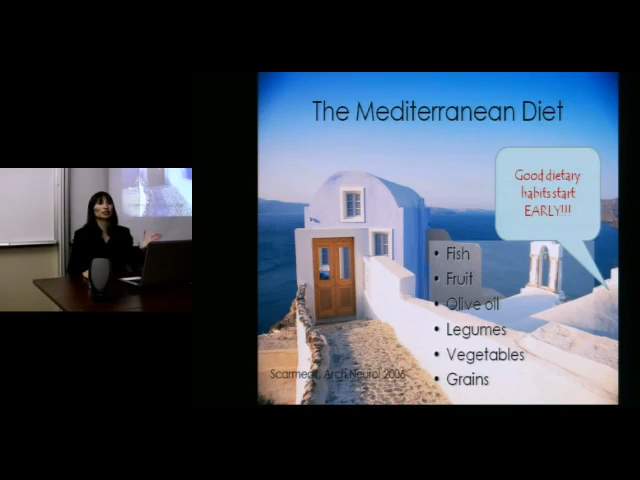 The Mediterranean Diet
Good dietary
habits start
EARLY!!!
• Fish
• Fruit
• Olive oil
• Legumes
• Vegetables
• Grains
Scarmeas, Arch Neurol 2006